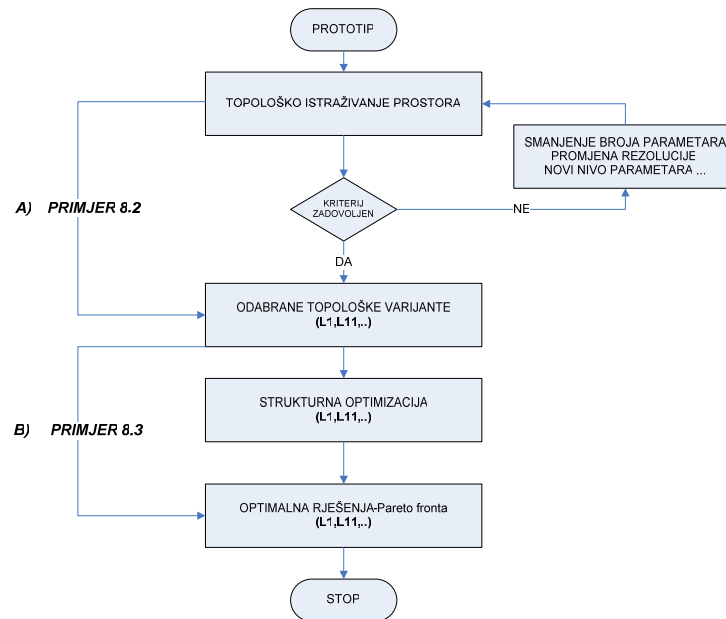 PROTOTIP
TOPOLOŠKO ISTRAŽIVANJE PROSTORA
SMANJENJE BROJA PARAMETARA
PROMJENA REZOLUCIJE
NOVI NIVO PARAMETARA ...
A) PRIMJER 8.2
KRITERIJ
ZADOVOLJEN
NE
DA
ODABRANE TOPOLOŠKE VARIJANTE
(L1,L11,..)
STRUKTURNA OPTIMIZACIJA
(L1,L11,..)
B) PRIMJER 8.3
OPTIMALNA RJEŠENJA-Pareto fronta
(L1,L11,..)
STOP